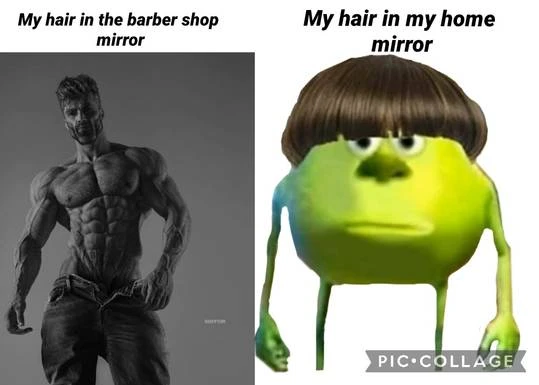 My hair in the barber shop
mirror
My hair in my home
mirror
PIC•COLLAGE